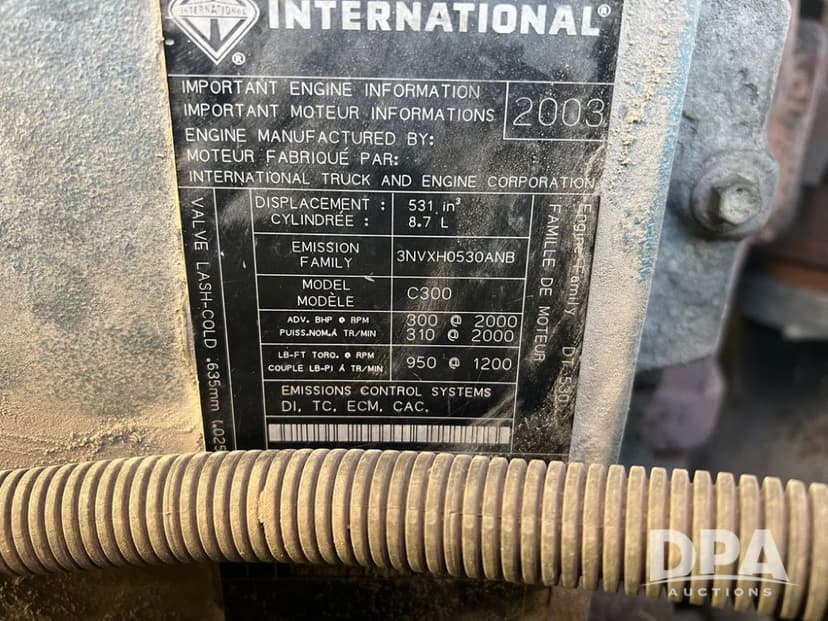 INTERNATIONAL
INTERNATIONAL®
®
IMPORTANT ENGINE INFORMATION
IMPORTANT MOTEUR INFORMATIONS
2003
ENGINE MANUFACTURED BY:
MOTEUR FABRIQUÉ PAR:
INTERNATIONAL TRUCK AND ENGINE CORPORATION
VALVE LASH-COLD .635mm (.025
DISPLACEMENT : 531 in³
CYLINDRÉE : 8.7 L
EMISSION
FAMILY
3NVXH0530ANB
MODEL
MODÈLE
C300
ADV. BHP @ RPM 300 @ 2000
PUISS.NOM.Á TR/MIN 310 @ 2000
LB-FT TORQ. @ RPM
COUPLE LB-PI Á TR/MIN
950 @ 1200
EMISSIONS CONTROL SYSTEMS
DI, TC, ECM, CAC,
Engine Family DT 530
FAMILLE DE MOTEUR
DPA
AUCTIONS